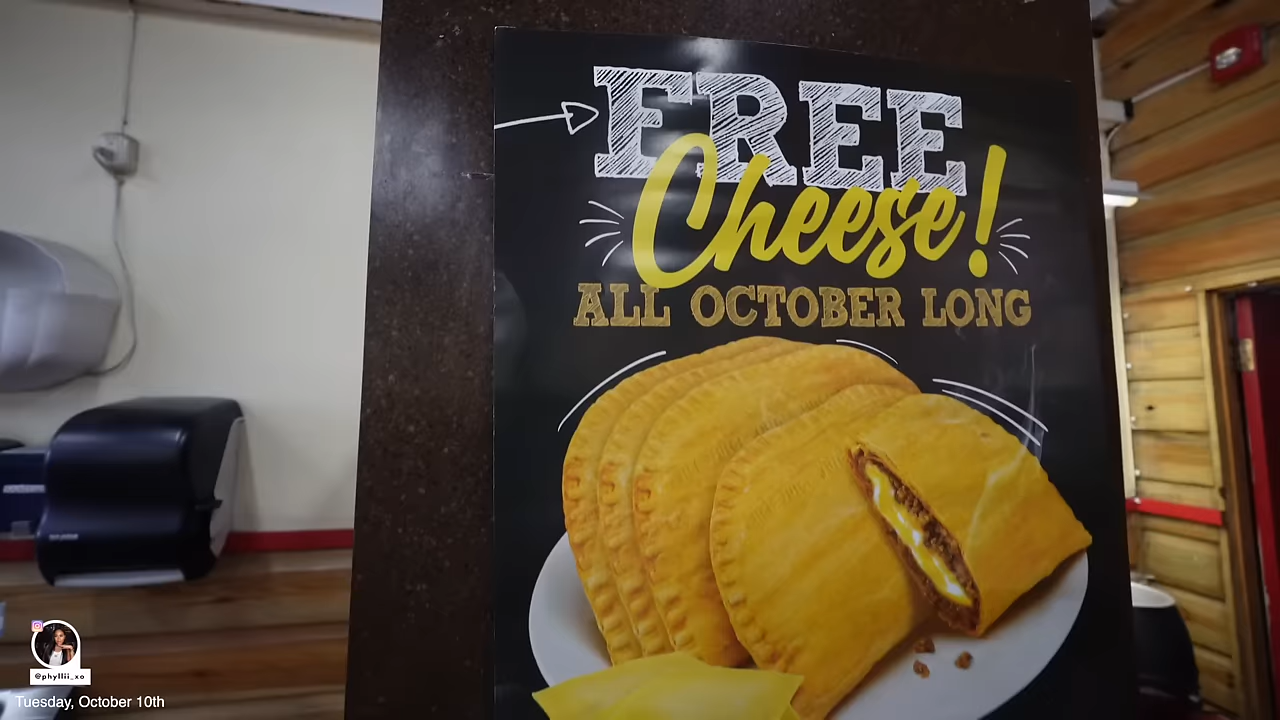 FREE
Cheese!
ALL OCTOBER LONG
@phyllii_xo
Tuesday, October 10th